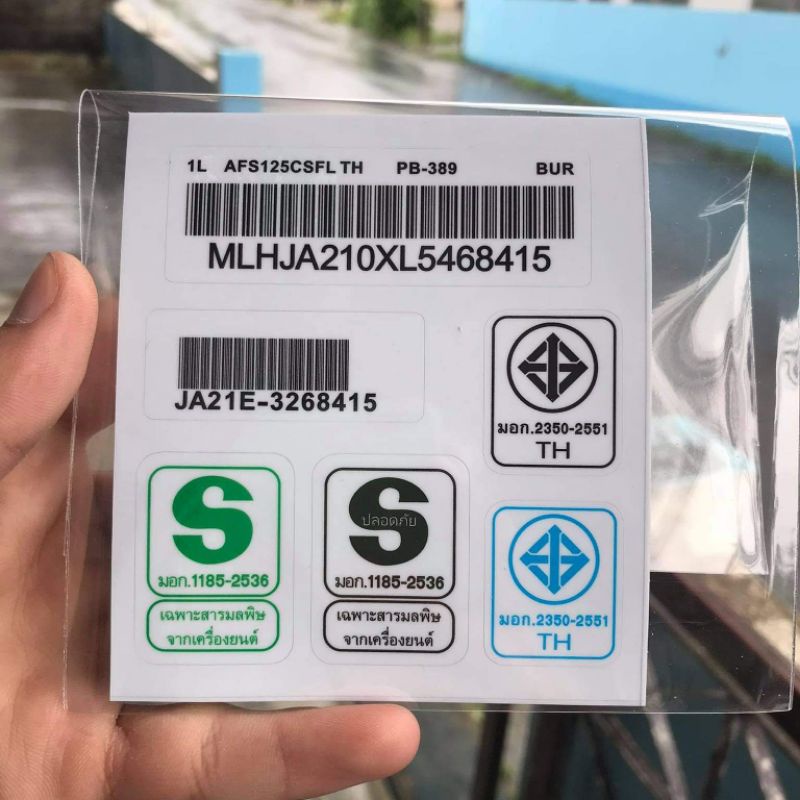 1L AFS125CSFL TH PB-389 BUR
MLHJA210XL5468415
JA21E-3268415
มอก.2350-2551
TH
S
มอก.1185-2536
เฉพาะสารมลพิษ
จากเครื่องยนต์
S
ปลอดภัย
มอก.1185-2536
เฉพาะสารมลพิษ
จากเครื่องยนต์
มอก.2350-2551
TH